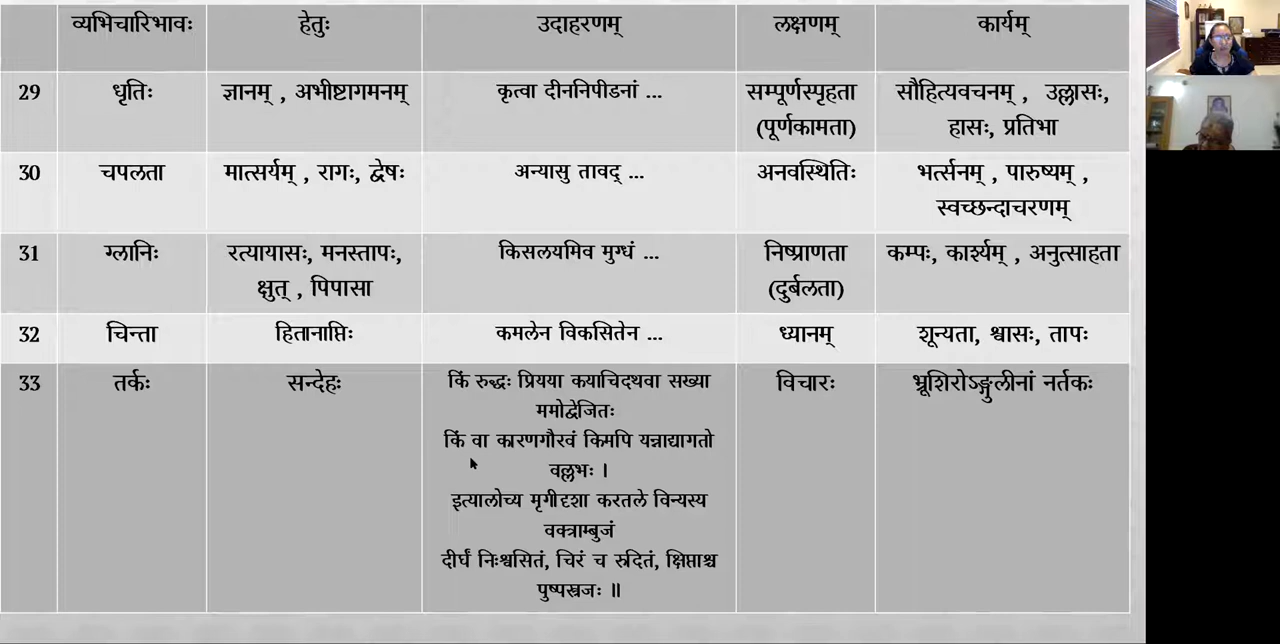 व्यभिचारिभावः हेतुः उदाहरणम् लक्षणम् कार्यम्
29 धृतिः ज्ञानम् , अभीष्टागमनम् कृत्वा दीननिपीडनां ... सम्पूर्णस्पृहता सौहित्यवचनम् , उल्लासः,
(पूर्णकामता) हासः, प्रतिभा
30 चपलता मात्सर्यम् , रागः, द्वेषः अन्यासु तावद् ... अनवस्थितिः भर्त्सनम् , पारुष्यम् ,
स्वच्छन्दाचरणम्
31 ग्लानिः रत्यायासः, मनस्तापः, किसलयमिव मुग्धं ... निष्प्राणता कम्पः, कार्श्यम् , अनुत्साहता
क्षुत् , पिपासा (दुर्बलता)
32 चिन्ता हितानाप्तिः कमलेन विकसितेन ... ध्यानम् शून्यता, श्वासः, तापः
33 तर्कः सन्देहः किं रुद्धः प्रियया कयाचिदथवा सख्या विचारः भ्रूशिरोऽङ्गुलीनां नर्तकः
ममोद्वेजितः
किं वा कारणगौरवं किमपि यन्नाद्यागतो
वल्लभः ।
इत्यालोच्य मृगीदृशा करतले विन्यस्य
वक्त्राम्बुजं
दीर्घं निःश्वसितं, चिरं च रुदितं, क्षिप्ताश्च
पुष्पस्रजः ॥